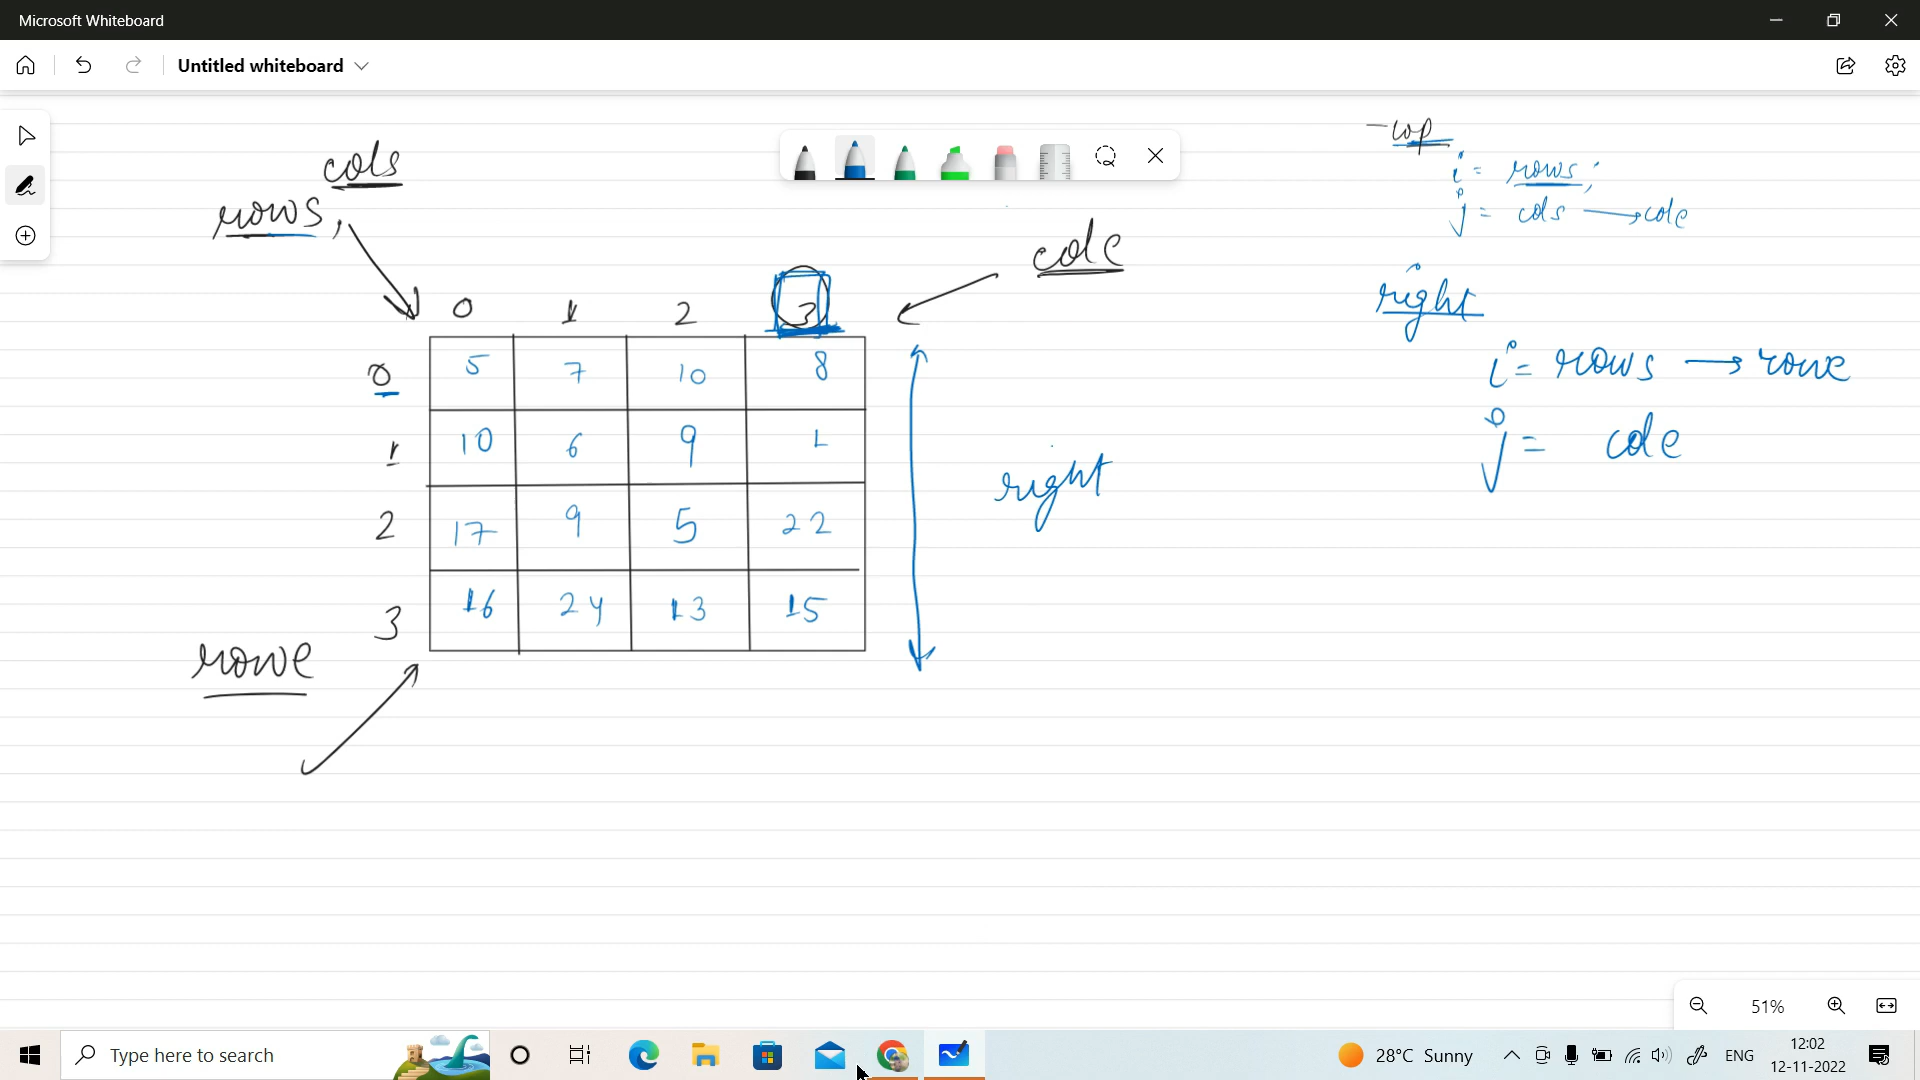 Microsoft Whiteboard
Untitled whiteboard
cols
rows,
cole
0 1 2 3
0 5 7 10 8
1 10 6 9 1
2 17 9 5 22
3 16 24 13 15
rowe
right
top
i = rows;
j = cols → cole
right
i = rows → rowe
j = cole
51%
Type here to search
28°C Sunny
ENG
12:02
12-11-2022